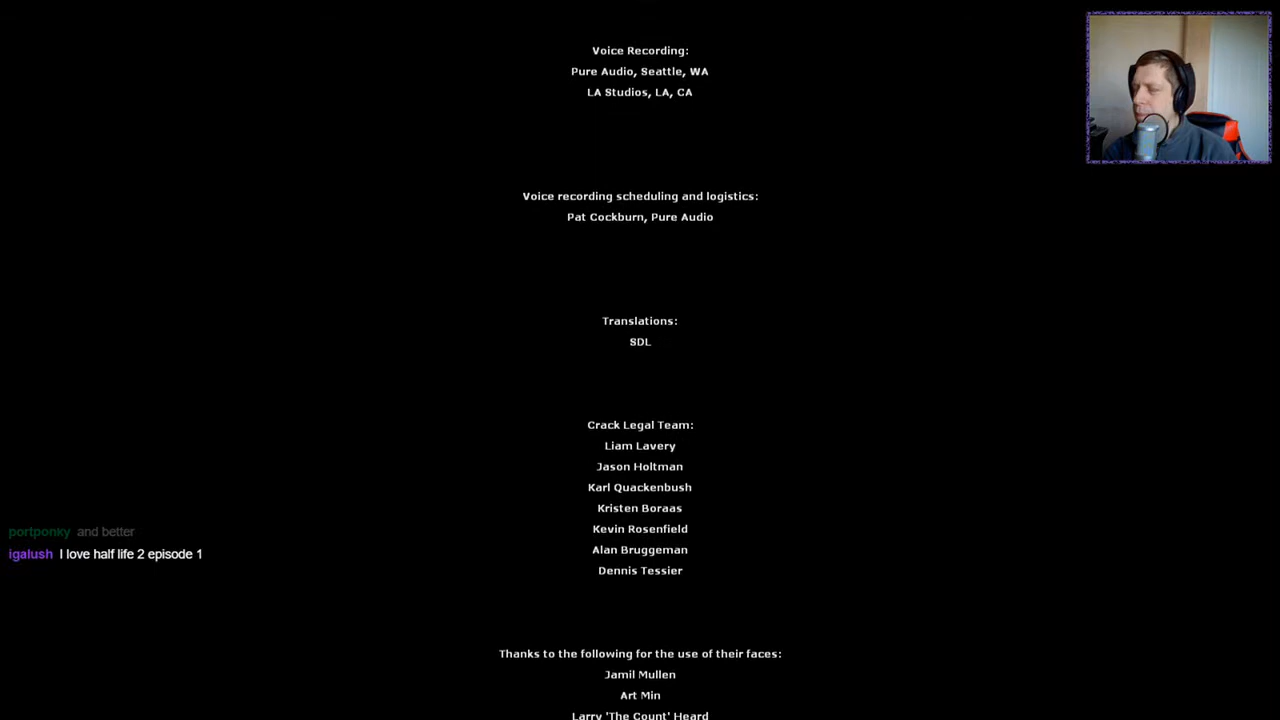 Voice Recording:
Pure Audio, Seattle, WA
LA Studios, LA, CA
Voice recording scheduling and logistics:
Pat Cockburn, Pure Audio
Translations:
SDL
Crack Legal Team:
Liam Lavery
Jason Holtman
Karl Quackenbush
Kristen Boraas
Kevin Rosenfield
Alan Bruggeman
Dennis Tessier
Thanks to the following for the use of their faces:
Jamil Mullen
Art Min
Larry 'The Count' Heard
portponky and better
igalush I love half life 2 episode 1